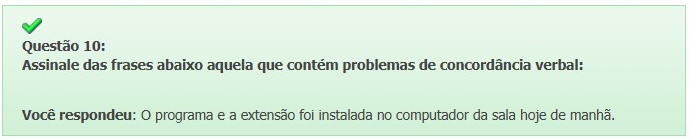 Questão 10:
Assinale das frases abaixo aquela que contém problemas de concordância verbal:
Você respondeu: O programa e a extensão foi instalada no computador da sala hoje de manhã.